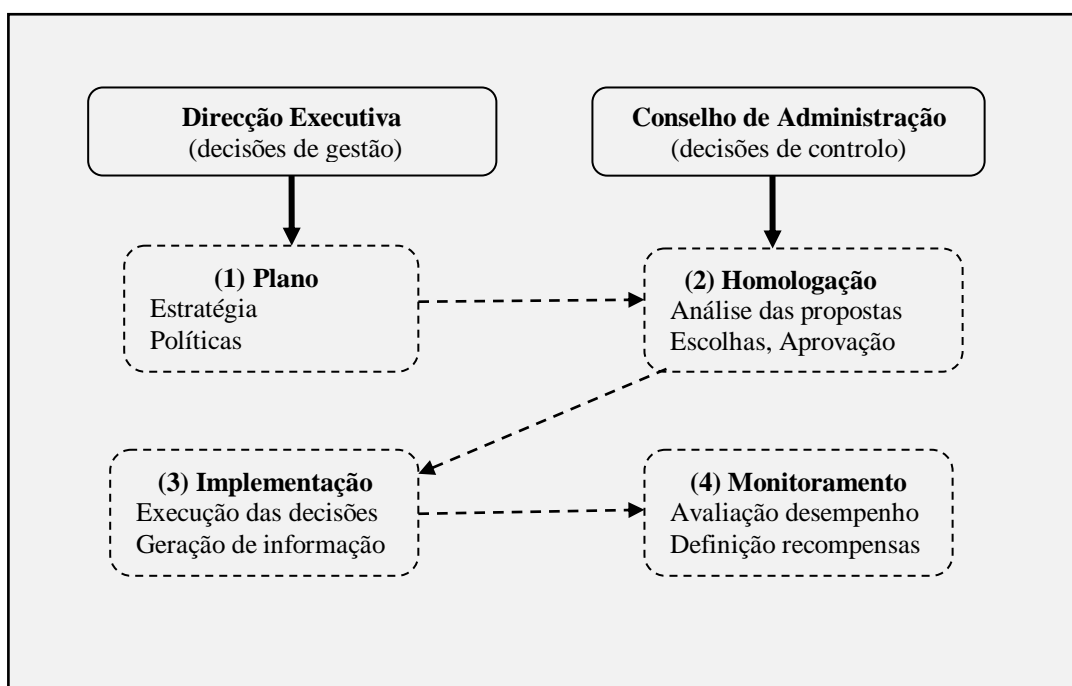 Direcção Executiva
(decisões de gestão)
Conselho de Administração
(decisões de controlo)
(1) Plano
Estratégia
Políticas
(2) Homologação
Análise das propostas
Escolhas, Aprovação
(3) Implementação
Execução das decisões
Geração de informação
(4) Monitoramento
Avaliação desempenho
Definição recompensas